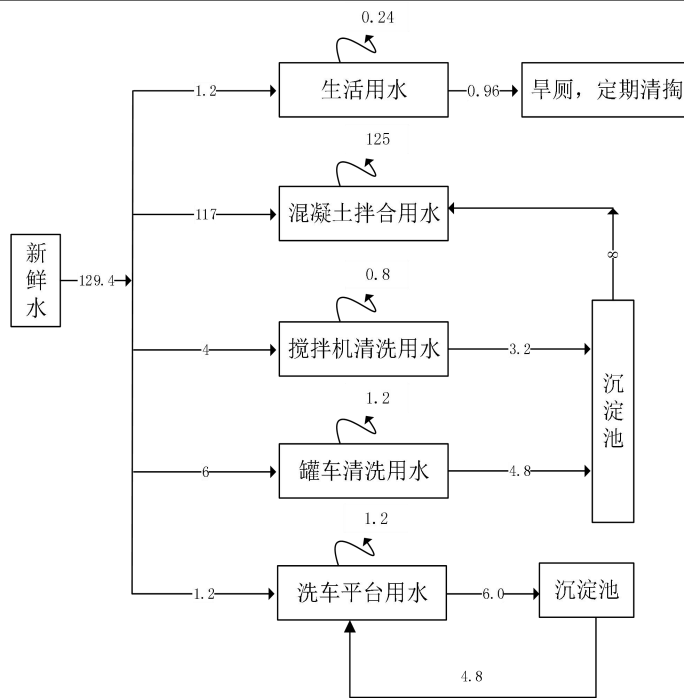 0.24
1.2
生活用水
0.96
旱厕，定期清掏
125
117
混凝土拌合用水
8
新鲜水
129.4
0.8
4
搅拌机清洗用水
3.2
沉淀池
1.2
6
罐车清洗用水
4.8
1.2
1.2
洗车平台用水
6.0
沉淀池
4.8